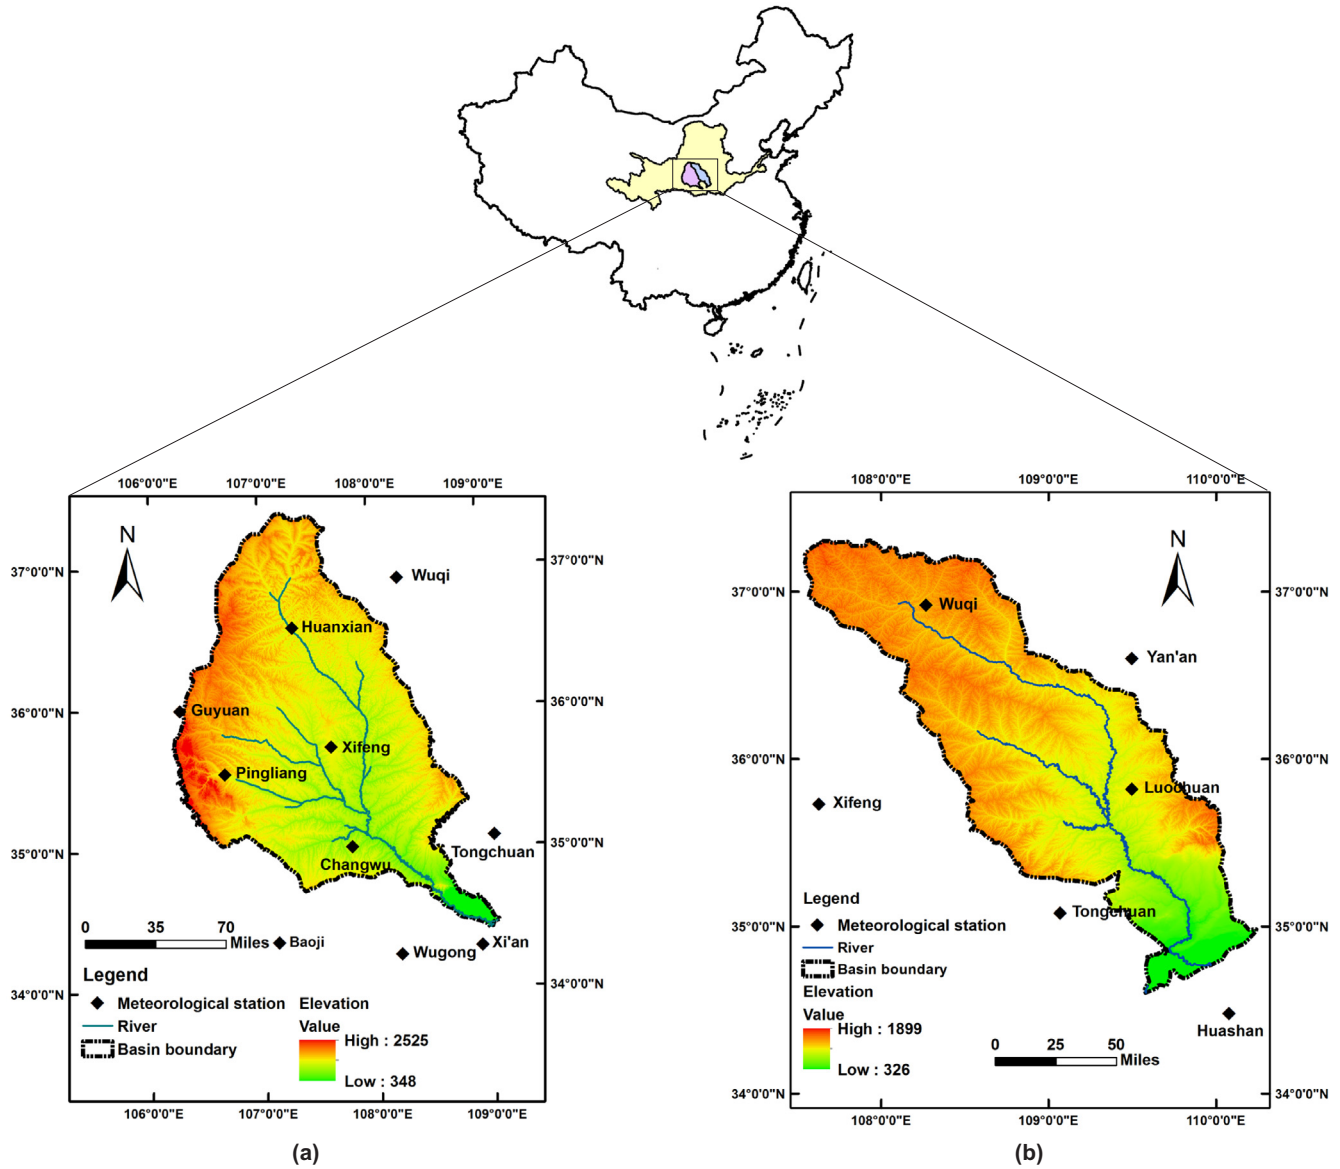 106°0'0"E 107°0'0"E 108°0'0"E 109°0'0"E
N
37°0'0"N
37°0'0"N
Wuqi
Huanxian
36°0'0"N
36°0'0"N
Guyuan
Xifeng
Pingliang
35°0'0"N
35°0'0"N
Tongchuan
Changwu
0 35 70
Miles
Baoji
Wugong
Xi'an
34°0'0"N
34°0'0"N
Legend
Meteorological station
River
Basin boundary
Elevation
Value
High : 2525
Low : 348
106°0'0"E 107°0'0"E 108°0'0"E 109°0'0"E
(a)
108°0'0"E 109°0'0"E 110°0'0"E
N
37°0'0"N
37°0'0"N
Wuqi
Yan'an
36°0'0"N
36°0'0"N
Luochuan
Xifeng
35°0'0"N
35°0'0"N
Tongchuan
Legend
Meteorological station
River
Basin boundary
Elevation
Value
High : 1899
Low : 326
Huashan
0 25 50
Miles
34°0'0"N
34°0'0"N
108°0'0"E 109°0'0"E 110°0'0"E
(b)